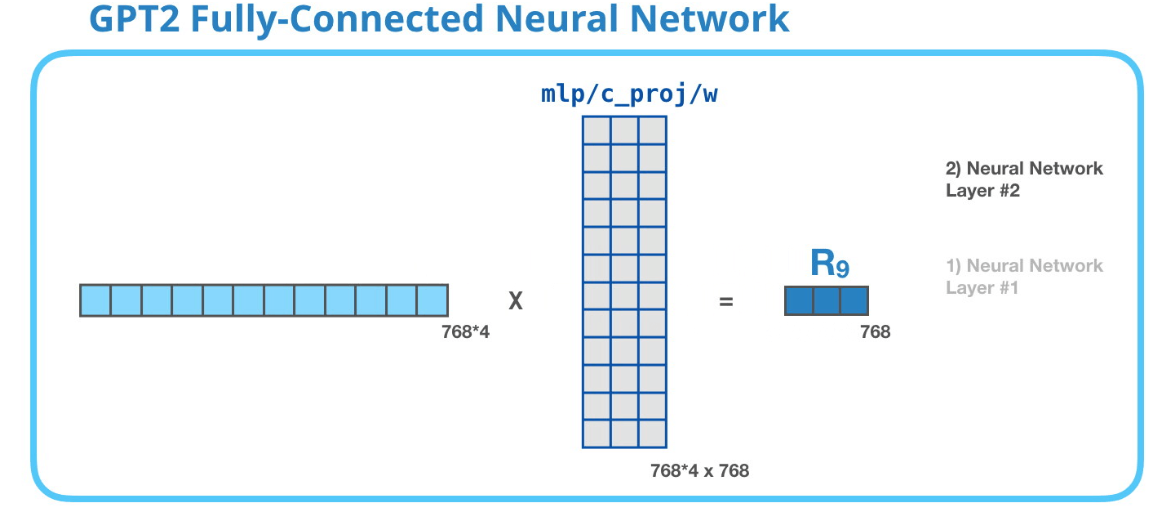 GPT2 Fully-Connected Neural Network
mlp/c_proj/w
2) Neural Network
Layer #2
R9
1) Neural Network
Layer #1
X
=
768*4
768
768*4 x 768